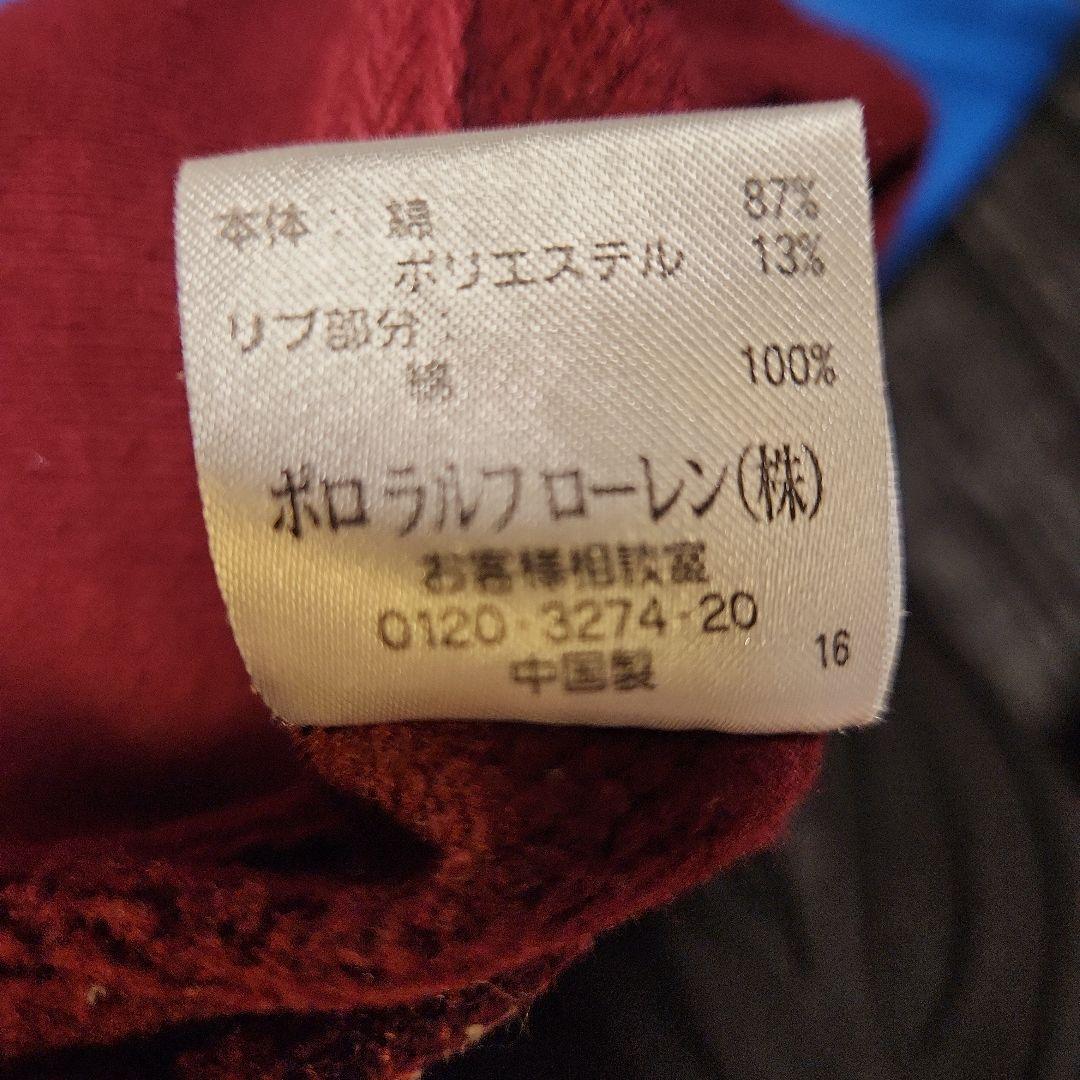 本体: 綿 87%
ポリエステル 13%
リブ部分:
綿 100%
ポロ ラルフ ローレン(株)
お客様相談室
0120-3274-20
中国製
16